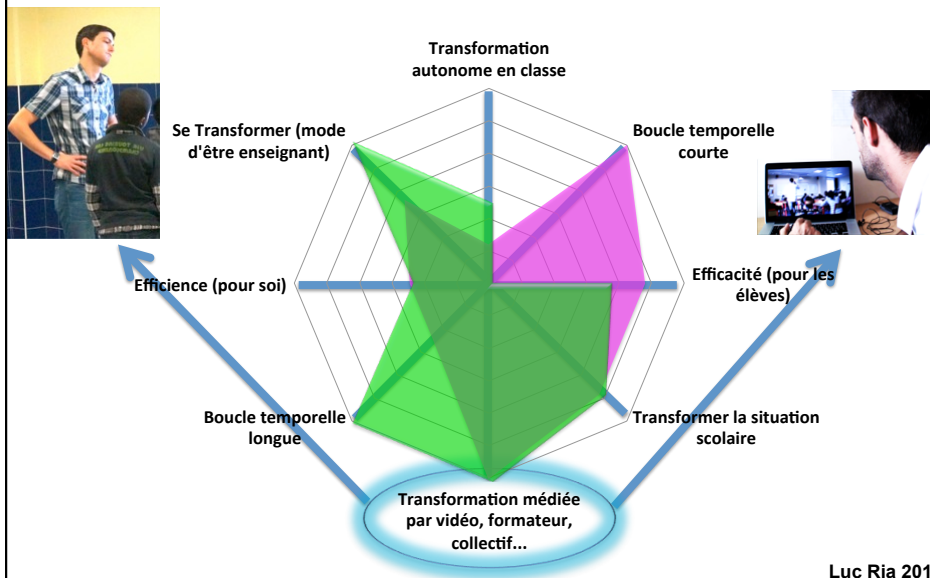 Transformation
autonome en classe
Se Transformer (mode
d'être enseignant)
Boucle temporelle
courte
Efficience (pour soi)
Efficacité (pour les
élèves)
Boucle temporelle
longue
Transformer la situation
scolaire
Transformation médiée
par vidéo, formateur,
collectif...
Luc Ria 201